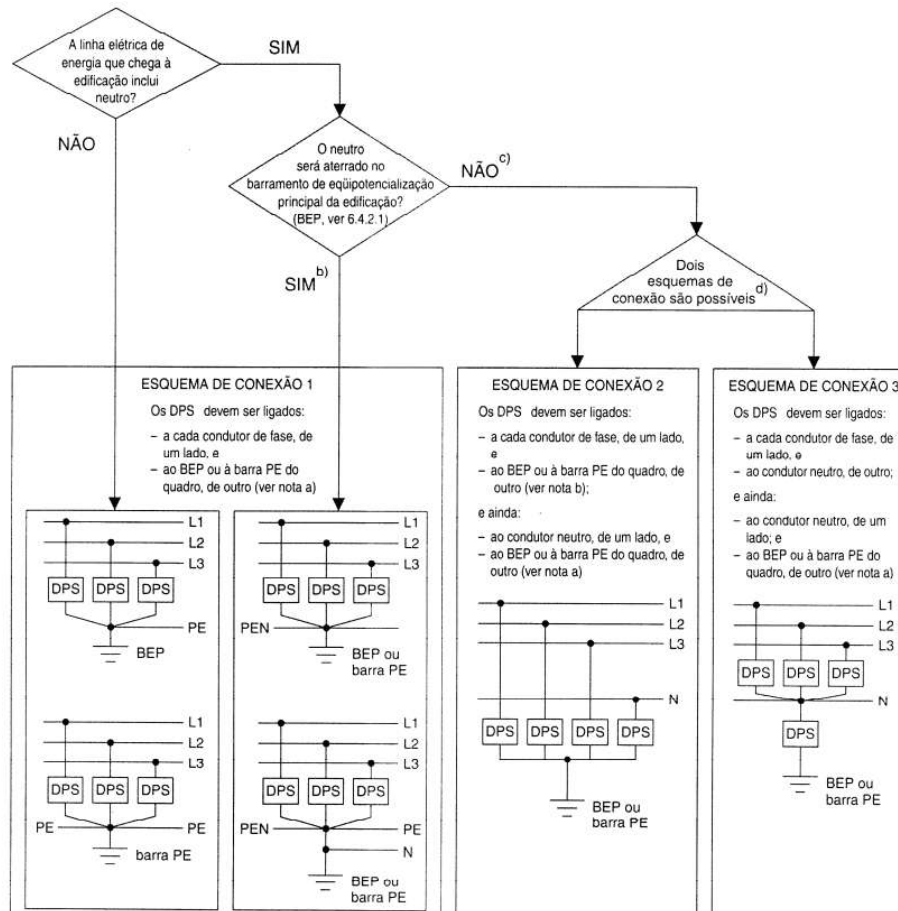 A linha elétrica de
energia que chega à
edificação inclui
neutro?
SIM
NÃO
O neutro
será aterrado no
barramento de eqüipotencialização
principal da edificação?
(BEP, ver 6.4.2.1)
NÃO c)
SIM b)
Dois
esquemas de
conexão são possíveis d)
ESQUEMA DE CONEXÃO 1
Os DPS devem ser ligados:
– a cada condutor de fase, de
um lado, e
– ao BEP ou à barra PE do
quadro, de outro (ver nota a)
L1
L2
L3
DPS DPS DPS
PE
BEP
L1
L2
L3
DPS DPS DPS
PE PE
barra PE
L1
L2
L3
DPS DPS DPS
PEN
BEP ou
barra PE
L1
L2
L3
DPS DPS DPS
PEN PE
N
BEP ou
barra PE
ESQUEMA DE CONEXÃO 2
Os DPS devem ser ligados:
– a cada condutor de fase, de um lado,
e
– ao BEP ou à barra PE do quadro, de
outro (ver nota b);
e ainda:
– ao condutor neutro, de um lado, e
– ao BEP ou à barra PE do quadro, de
outro (ver nota a)
L1
L2
L3
N
DPS DPS DPS DPS
BEP ou
barra PE
ESQUEMA DE CONEXÃO 3
Os DPS devem ser ligados:
– a cada condutor de fase, de
um lado, e
– ao condutor neutro, de outro;
e ainda:
– ao condutor neutro, de um
lado; e
– ao BEP ou à barra PE do
quadro, de outro (ver nota a)
L1
L2
L3
DPS DPS DPS
N
DPS
BEP ou
barra PE